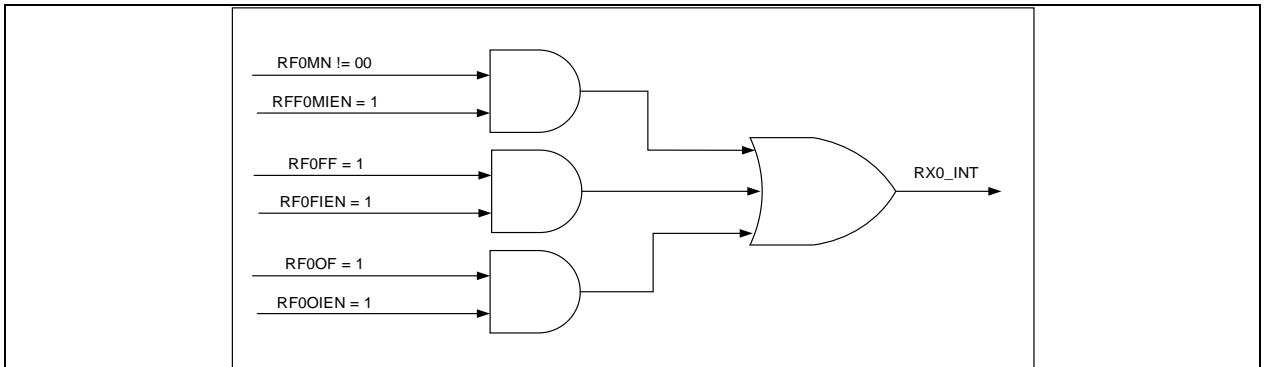 RF0MN != 00
RFF0MIEN = 1
RF0FF = 1
RF0FIEN = 1
RX0_INT
RF0OF = 1
RF0OIEN = 1